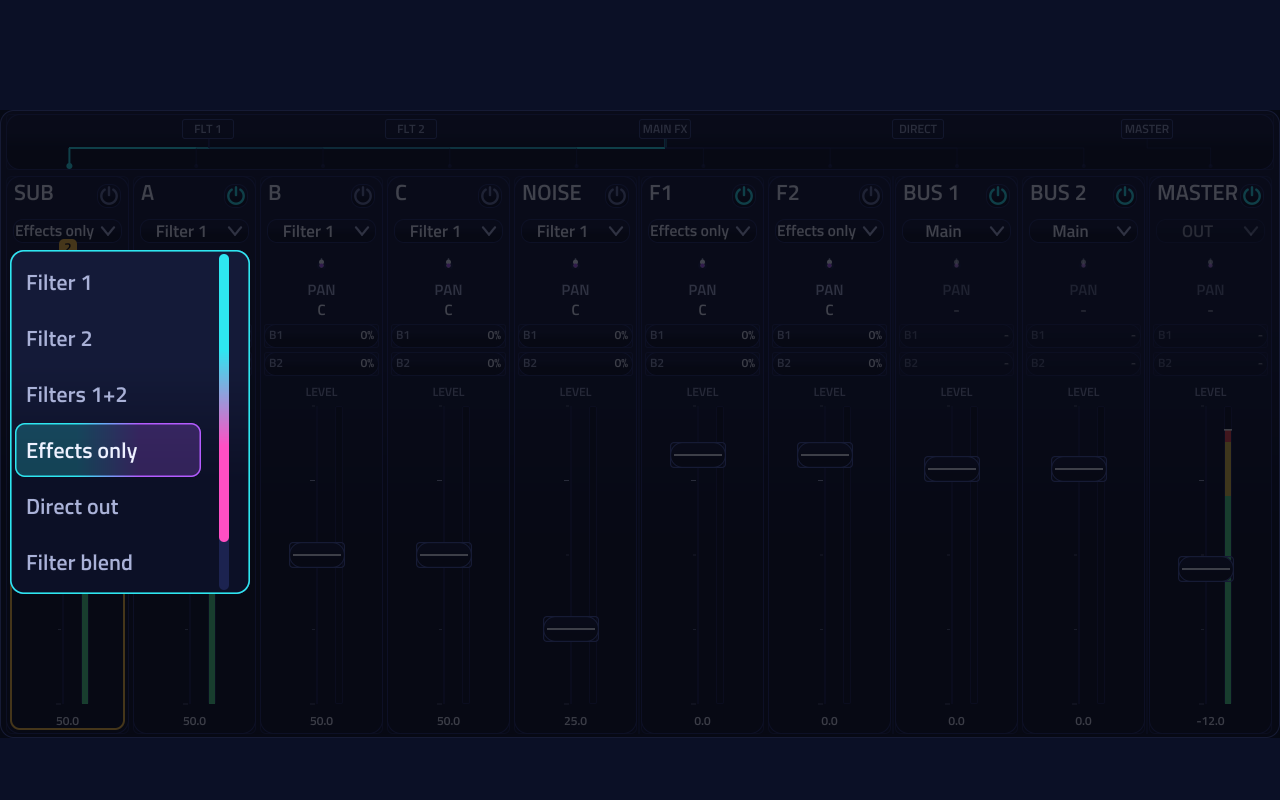 FLT 1 FLT 2 MAIN FX DIRECT MASTER
SUB A B C NOISE F1 F2 BUS 1 BUS 2 MASTER
Effects only Filter 1 Filter 1 Filter 1 Filter 1 Effects only Effects only Main Main OUT
2
Filter 1
Filter 2
Filters 1+2
Effects only
Direct out
Filter blend
PAN PAN PAN PAN PAN PAN PAN PAN
C C C C C - - -
B1 0% B1 0% B1 0% B1 0% B1 0% B1 - B1 - B1 -
B2 0% B2 0% B2 0% B2 0% B2 0% B2 - B2 - B2 -
LEVEL LEVEL LEVEL LEVEL LEVEL LEVEL LEVEL LEVEL
50.0 50.0 50.0 50.0 25.0 0.0 0.0 0.0 0.0 -12.0